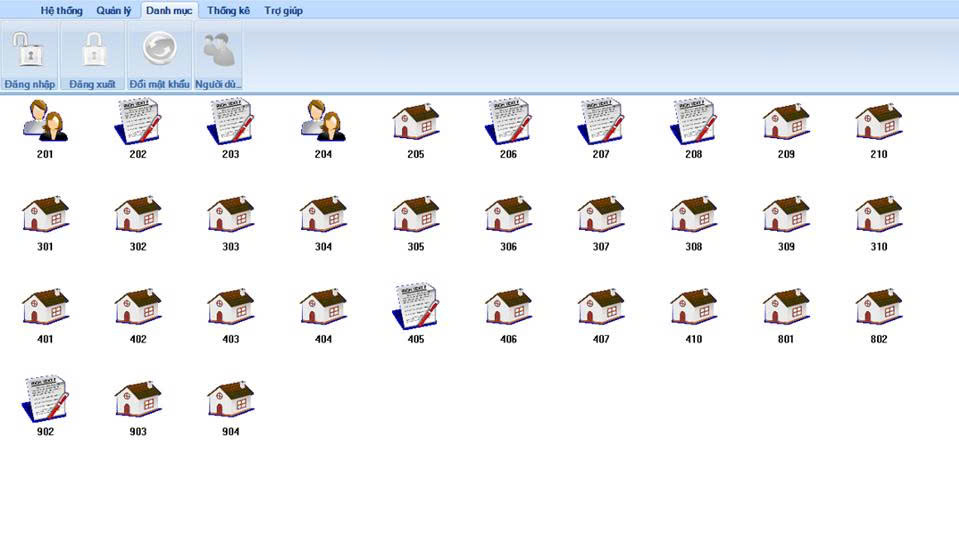 Hệ thống Quản lý Danh mục Thống kê Trợ giúp
Đăng nhập Đăng xuất Đổi mật khẩu Người dù...
201 202 203 204 205 206 207 208 209 210
301 302 303 304 305 306 307 308 309 310
401 402 403 404 405 406 407 410 801 802
902 903 904